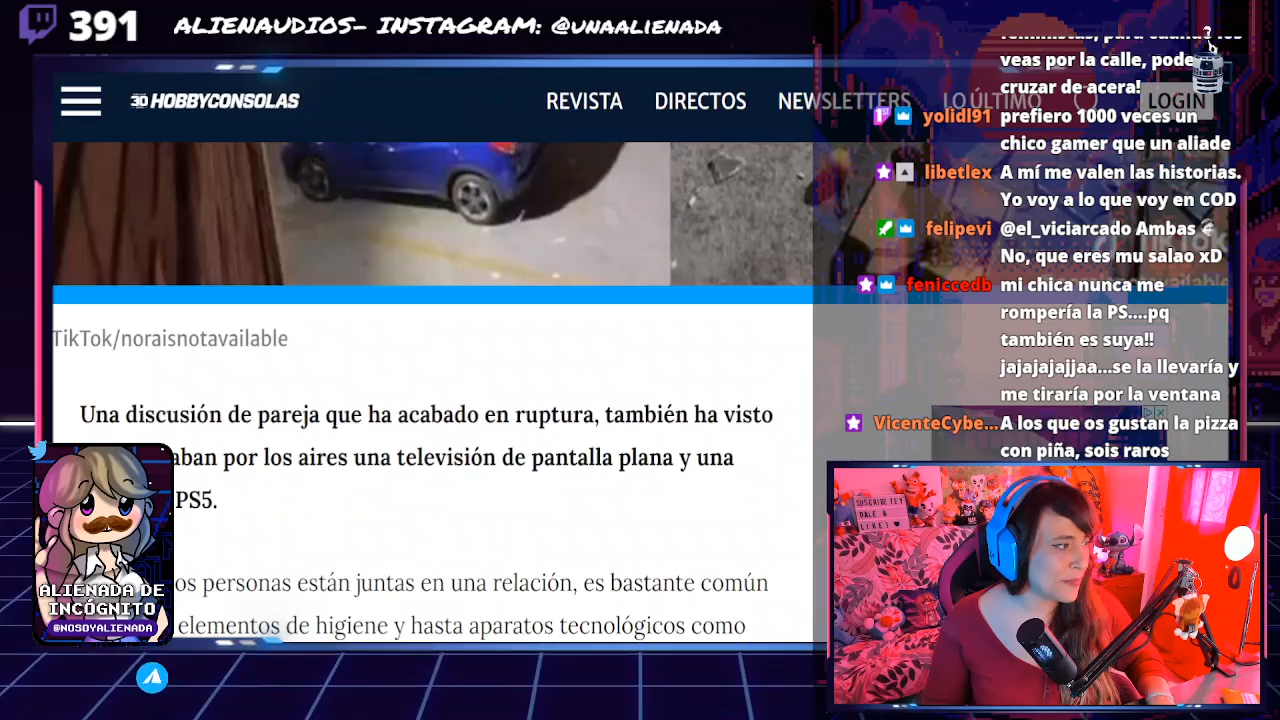 391
ALIENAUDIOS- INSTAGRAM: @UNAALIENADA
30 HOBBYCONSOLAS
REVISTA
DIRECTOS
NEWSLETTERS
LO ÚLTIMO
LOGIN
TikTok/noraisnotavailable
Una discusión de pareja que ha acabado en ruptura, también ha visto
aban por los aires una televisión de pantalla plana y una
PS5.
os personas están juntas en una relación, es bastante común
elementos de higiene y hasta aparatos tecnológicos como
ALIENADA DE
INCÓGNITO
@NOSOYALIENADA
veas por la calle, pode
cruzar de acera!
yolidl91 prefiero 1000 veces un
chico gamer que un aliade
libetlex A mí me valen las historias.
Yo voy a lo que voy en COD
felipevi @el_viciarcado Ambas
No, que eres mu salao xD
feniccedb mi chica nunca me
rompería la PS....pq
también es suya!!
jajajajajjaa...se la llevaría y
me tiraría por la ventana
VicenteCybe... A los que os gustan la pizza
con piña, sois raros
SUSCRIBETE Y
DALE A
LIKE! ♥